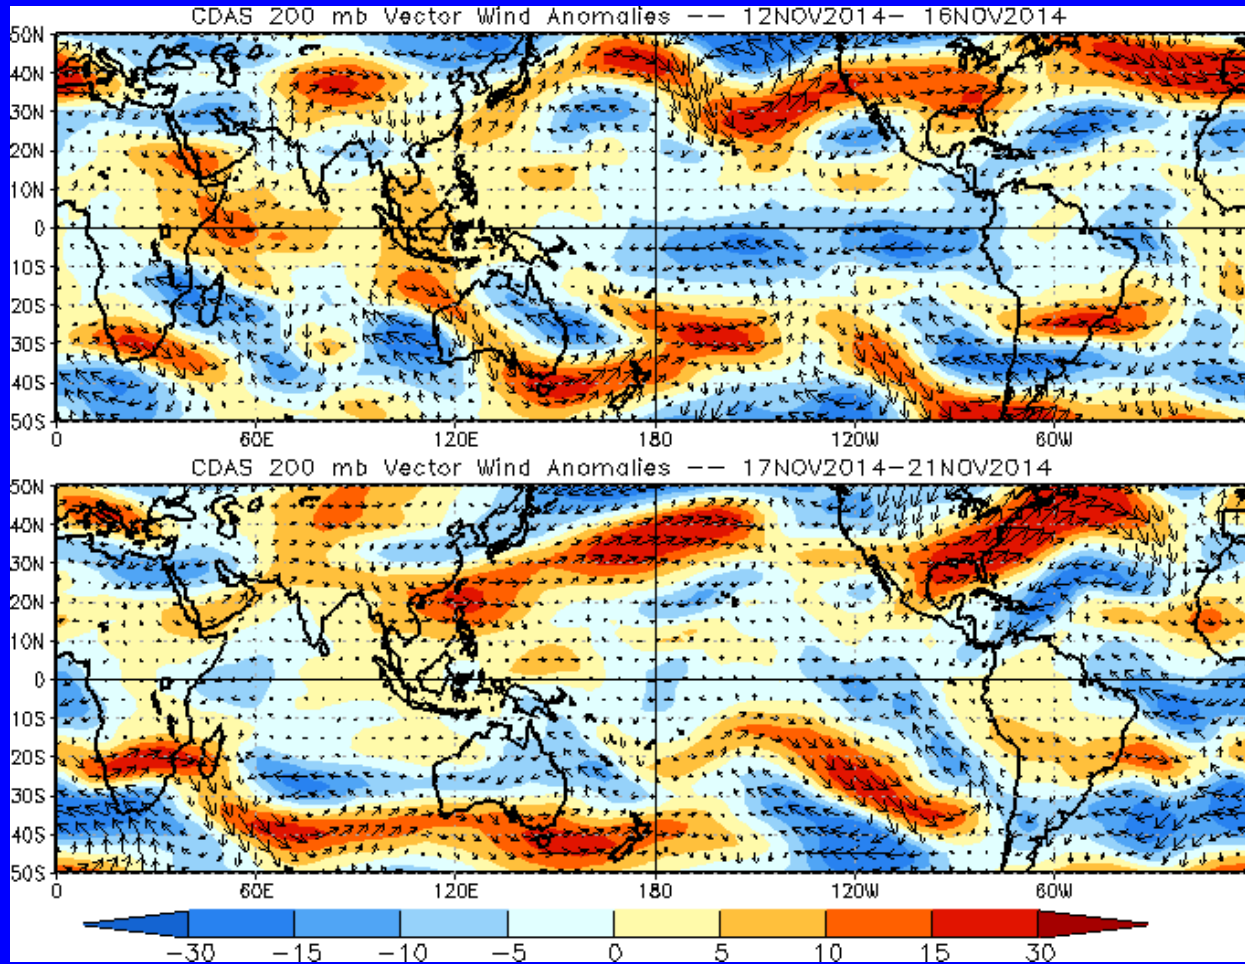 CDAS 200 mb Vector Wind Anomalies -- 12NOV2014- 16NOV2014
50N
40N
30N
20N
10N
0
10S
20S
30S
40S
50S
0 60E 120E 180 120W 60W
CDAS 200 mb Vector Wind Anomalies -- 17NOV2014-21NOV2014
50N
40N
30N
20N
10N
0
10S
20S
30S
40S
50S
0 60E 120E 180 120W 60W
-30 -15 -10 -5 0 5 10 15 30